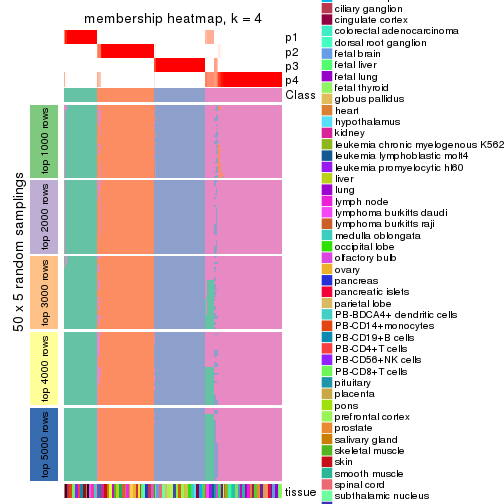 membership heatmap, k = 4
p1
p2
p3
p4
Class
50 x 5 random samplings
top 1000 rows
top 2000 rows
top 3000 rows
top 4000 rows
top 5000 rows
tissue
ciliary ganglion
cingulate cortex
colorectal adenocarcinoma
dorsal root ganglion
fetal brain
fetal liver
fetal lung
fetal thyroid
globus pallidus
heart
hypothalamus
kidney
leukemia chronic myelogenous K562
leukemia lymphoblastic molt4
leukemia promyelocytic hl60
liver
lung
lymph node
lymphoma burkitts daudi
lymphoma burkitts raji
medulla oblongata
occipital lobe
olfactory bulb
ovary
pancreas
pancreatic islets
parietal lobe
PB-BDCA4+ dendritic cells
PB-CD14+monocytes
PB-CD19+B cells
PB-CD4+T cells
PB-CD56+NK cells
PB-CD8+T cells
pituitary
placenta
pons
prefrontal cortex
prostate
salivary gland
skeletal muscle
skin
smooth muscle
spinal cord
subthalamic nucleus